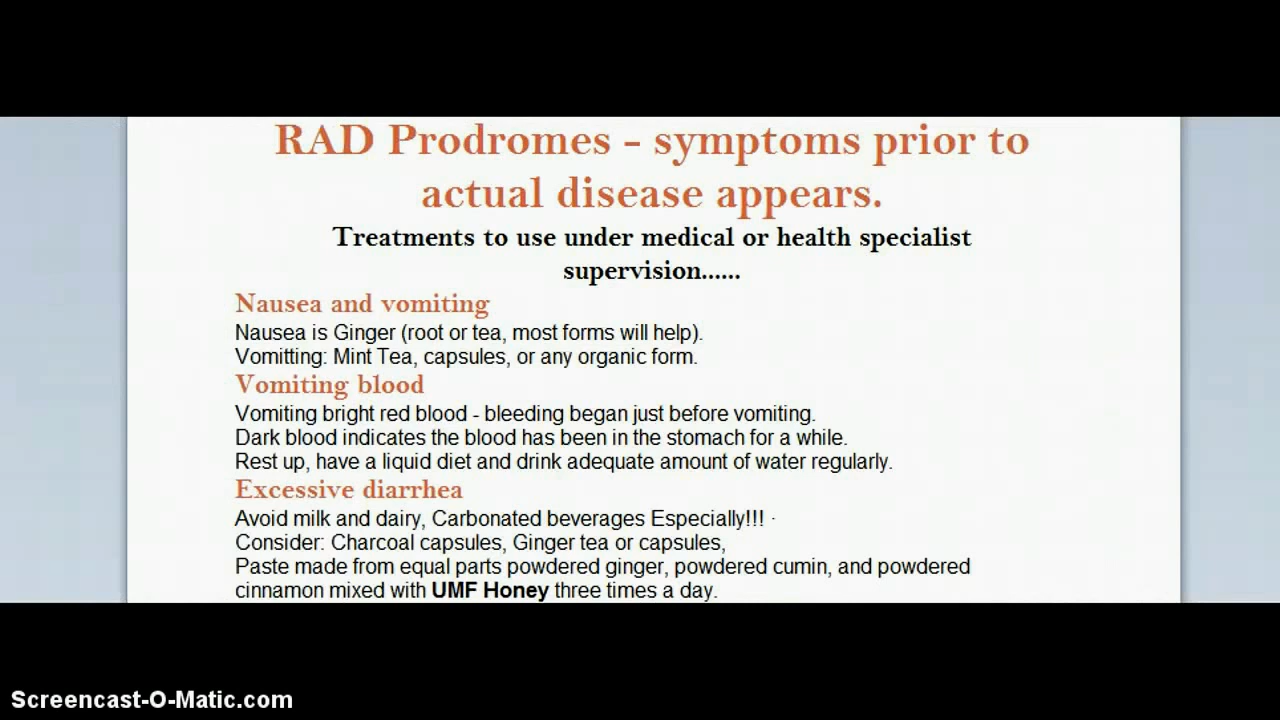 RAD Prodromes - symptoms prior to
actual disease appears.
Treatments to use under medical or health specialist
supervision......
Nausea and vomiting
Nausea is Ginger (root or tea, most forms will help).
Vomitting: Mint Tea, capsules, or any organic form.
Vomiting blood
Vomiting bright red blood - bleeding began just before vomiting.
Dark blood indicates the blood has been in the stomach for a while.
Rest up, have a liquid diet and drink adequate amount of water regularly.
Excessive diarrhea
Avoid milk and dairy, Carbonated beverages Especially!!! ·
Consider: Charcoal capsules, Ginger tea or capsules,
Paste made from equal parts powdered ginger, powdered cumin, and powdered
cinnamon mixed with UMF Honey three times a day.
Screencast-O-Matic.com